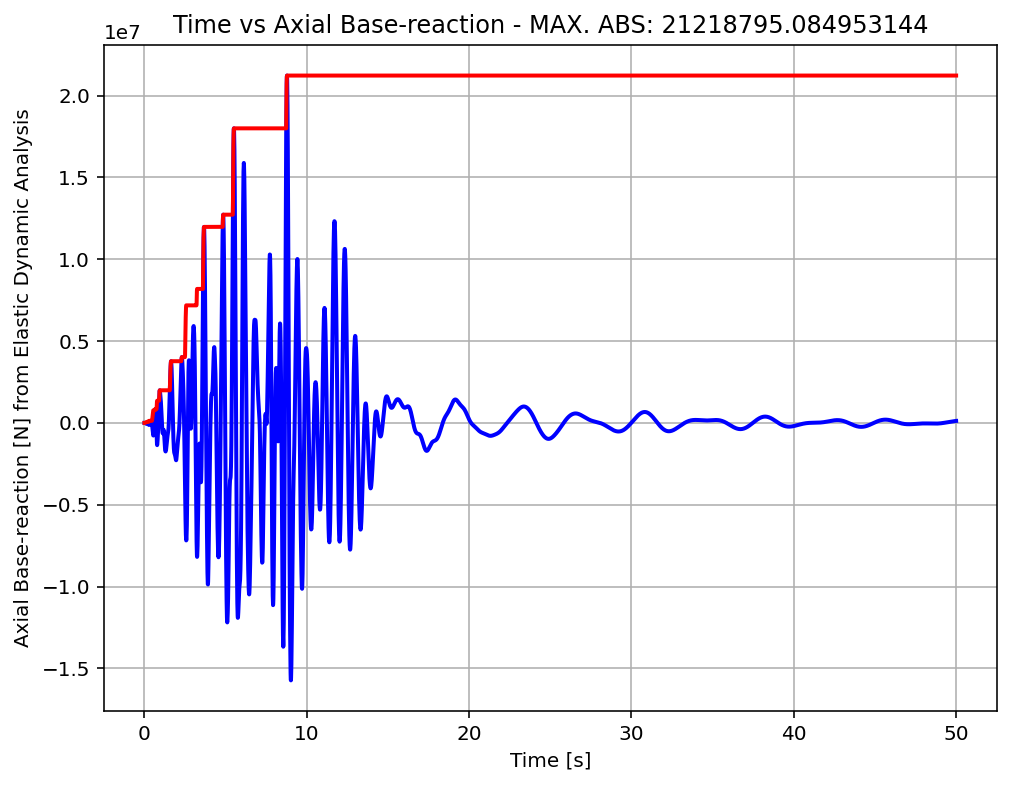 Time vs Axial Base-reaction - MAX. ABS: 21218795.084953144
1e7
2.0
1.5
1.0
0.5
0.0
−0.5
−1.0
−1.5
Axial Base-reaction [N] from Elastic Dynamic Analysis
0 10 20 30 40 50
Time [s]